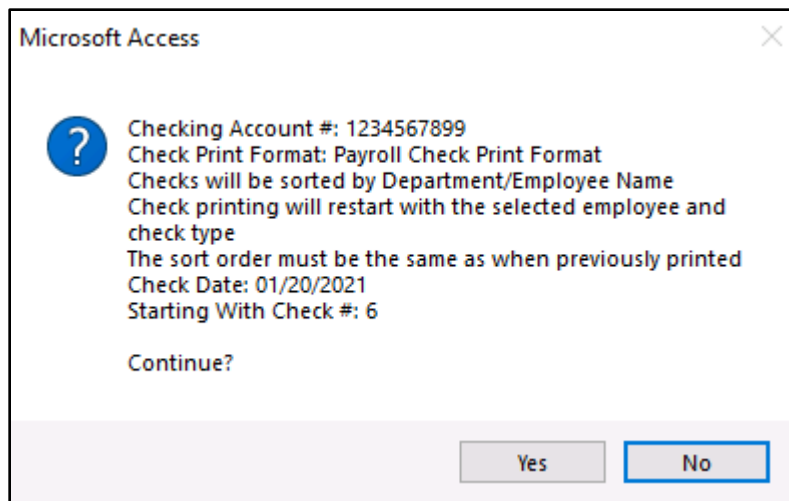 Microsoft Access
?
Checking Account #: 1234567899
Check Print Format: Payroll Check Print Format
Checks will be sorted by Department/Employee Name
Check printing will restart with the selected employee and
check type
The sort order must be the same as when previously printed
Check Date: 01/20/2021
Starting With Check #: 6
Continue?
Yes
No